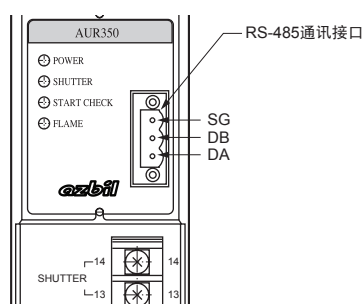 AUR350
RS-485通讯接口
POWER
SHUTTER
START CHECK
FLAME
SG
DB
DA
azbil
14 14
SHUTTER
13 13